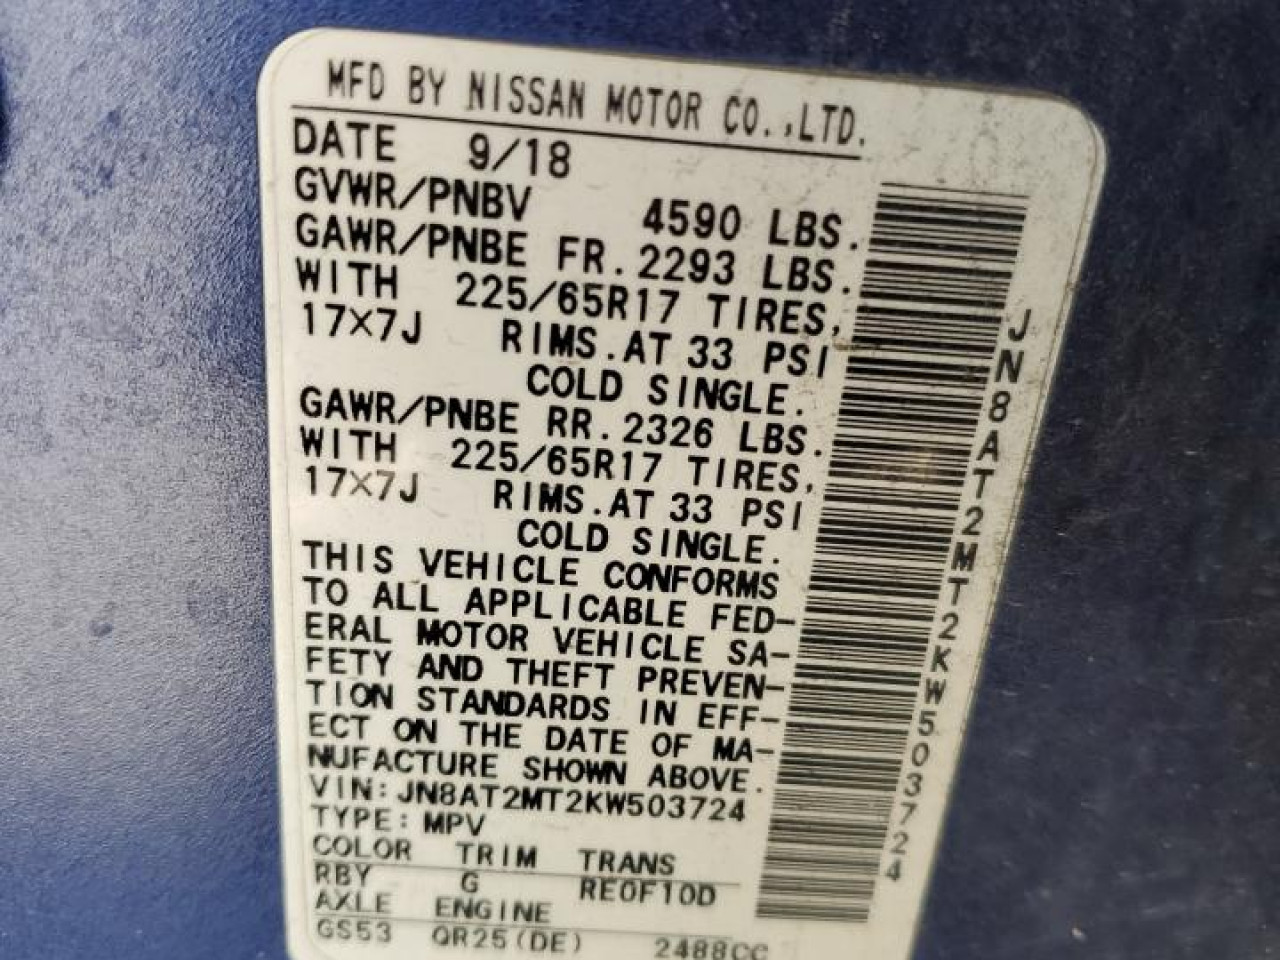 MFD BY NISSAN MOTOR CO.,LTD.
DATE 9/18
GVWR/PNBV 4590 LBS.
GAWR/PNBE FR.2293 LBS.
WITH 225/65R17 TIRES,
17X7J RIMS.AT 33 PSI
COLD SINGLE.
GAWR/PNBE RR.2326 LBS.
WITH 225/65R17 TIRES,
17X7J RIMS.AT 33 PSI
COLD SINGLE.
THIS VEHICLE CONFORMS
TO ALL APPLICABLE FED-
ERAL MOTOR VEHICLE SA-
FETY AND THEFT PREVEN-
TION STANDARDS IN EFF-
ECT ON THE DATE OF MA-
NUFACTURE SHOWN ABOVE.
VIN:JN8AT2MT2KW503724
TYPE:MPV
COLOR TRIM TRANS
RBY G RE0F10D
AXLE ENGINE
GS53 QR25(DE) 2488CC
JN8AT2MT2KW503724